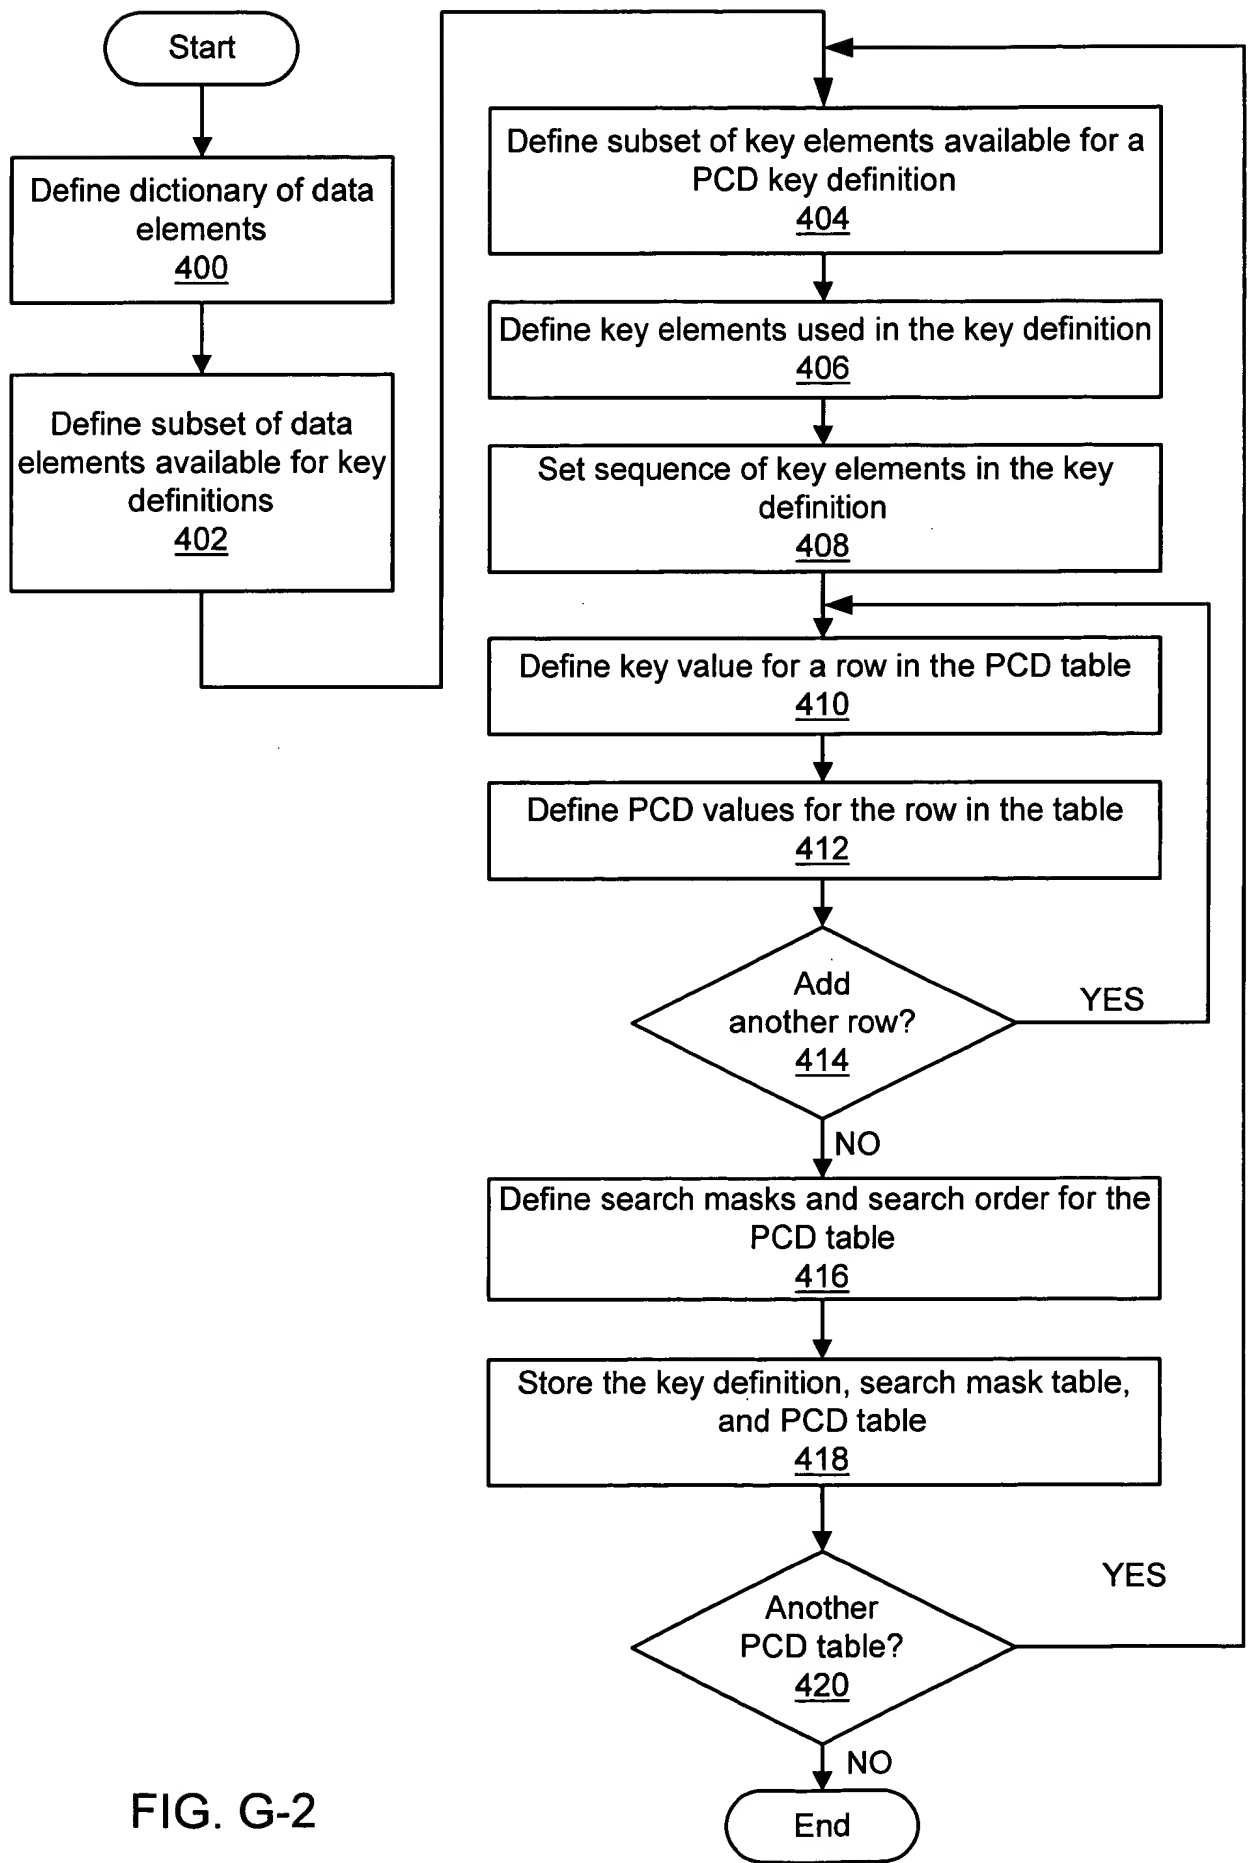 Start
Define dictionary of data
elements
400
Define subset of data
elements available for key
definitions
402
Define subset of key elements available for a
PCD key definition
404
Define key elements used in the key definition
406
Set sequence of key elements in the key
definition
408
Define key value for a row in the PCD table
410
Define PCD values for the row in the table
412
Add
another row?
414
YES
NO
Define search masks and search order for the
PCD table
416
Store the key definition, search mask table,
and PCD table
418
Another
PCD table?
420
YES
NO
End
FIG. G-2